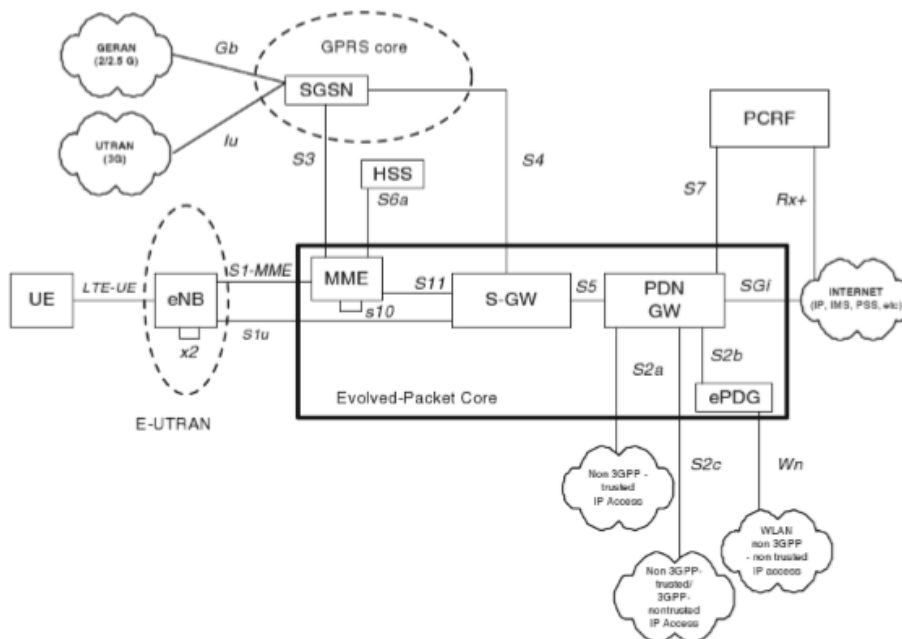 GERAN
(2/2.5 G)
Gb
GPRS core
SGSN
UTRAN
(3G)
Iu
PCRF
S3
HSS
S4
S6a
S7
Rx+
UE
LTE-UE
eNB
x2
S1-MME
MME
S11
s10
S1u
S-GW
S5
PDN
GW
SGi
INTERNET
(IP, IMS, PSS, etc)
S2a
S2b
ePDG
Evolved-Packet Core
E-UTRAN
S2c
Wn
Non 3GPP -
trusted
IP Access
WLAN
non 3GPP
- non trusted
IP access
Non 3GPP-
trusted/
3GPP-
nontrusted
IP Access